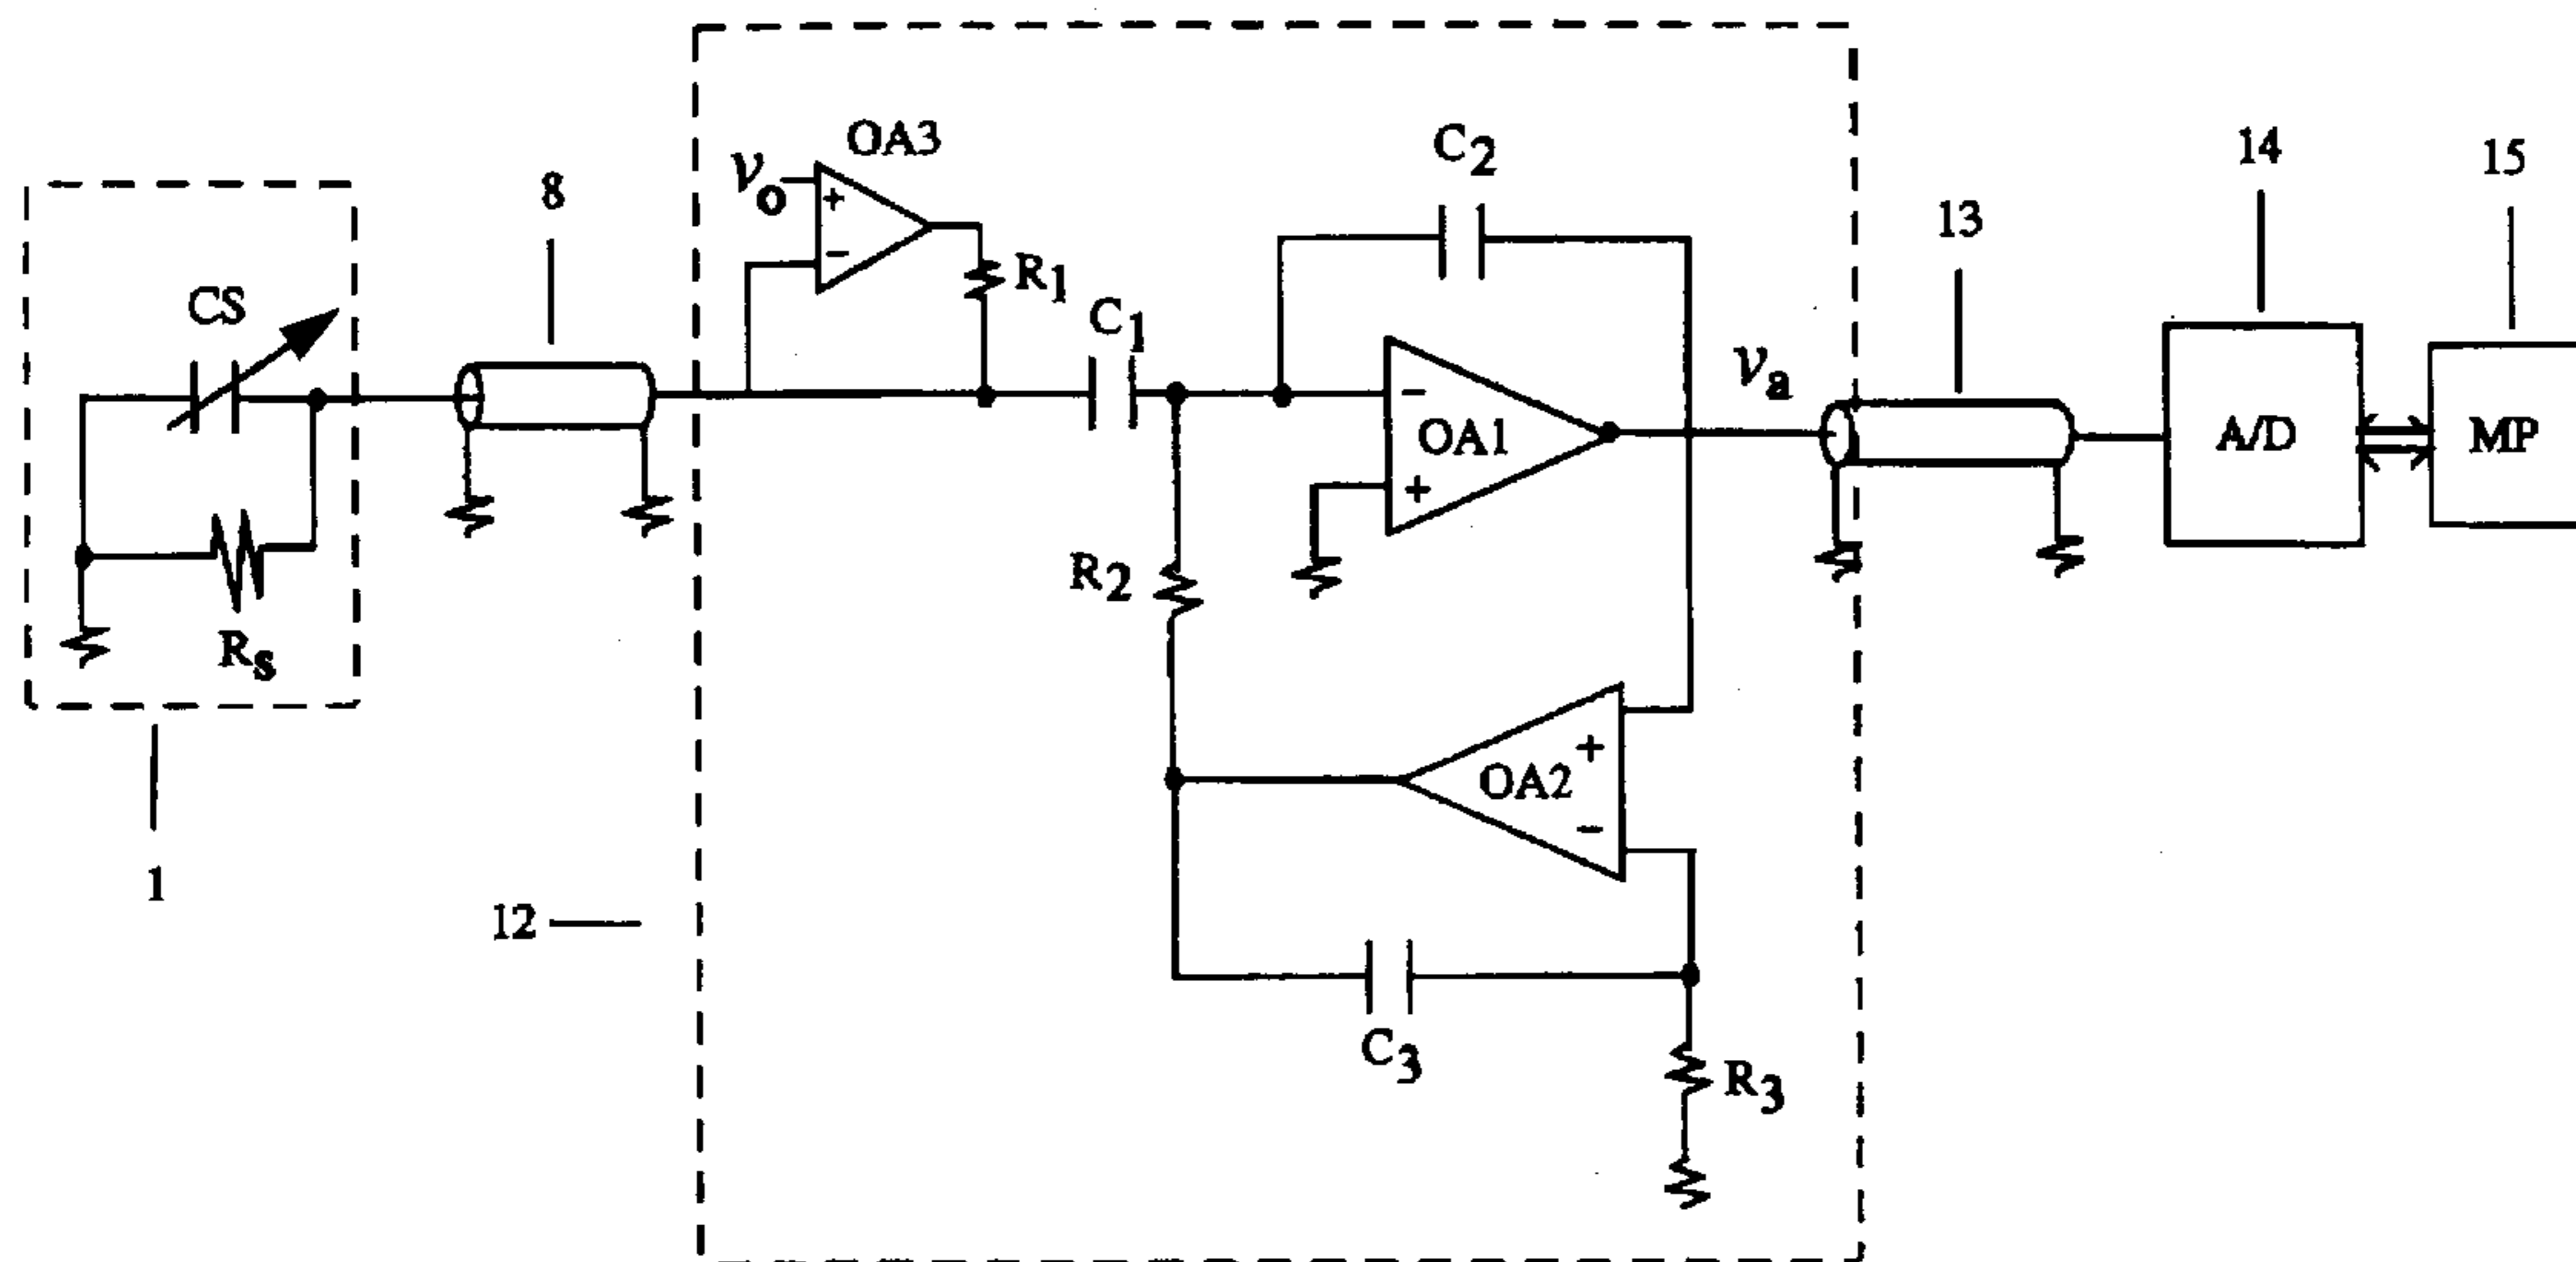 OA3
v₀
+
−
R₁
C₂
14
15
8
13
CS
C₁
vₐ
−
OA1
+
A/D
MP
R₂
Rₛ
+
OA2
−
1
12
C₃
R₃